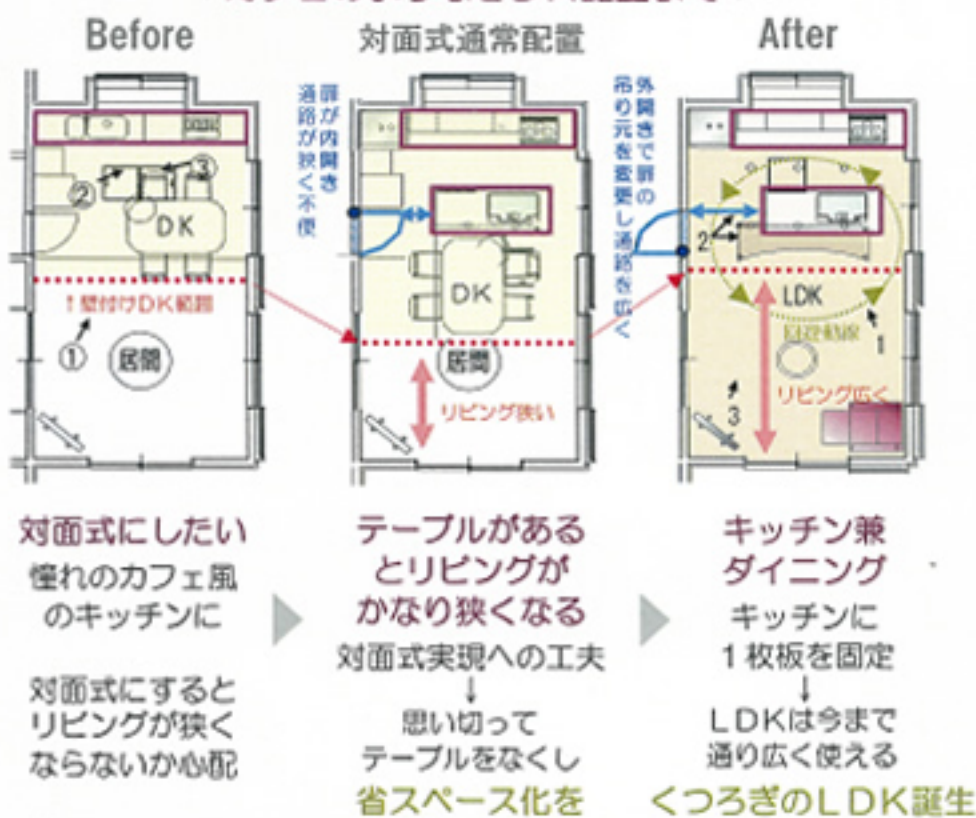 Before
対面式通常配置
After
扉が内開き
通路が狭く不便
外開きで扉の
吊り元を変更し通路を広く
②
③
DK
↑壁付けDK範囲
①
居間
DK
居間
リビング狭い
2
LDK
回遊動線
1
リビング広く
3
対面式にしたい
憧れのカフェ風
のキッチンに
対面式にすると
リビングが狭く
ならないか心配
テーブルがある
とリビングが
かなり狭くなる
対面式実現への工夫
↓
思い切って
テーブルをなくし
省スペース化を
キッチン兼
ダイニング
キッチンに
1枚板を固定
↓
LDKは今まで
通り広く使える
くつろぎのLDK誕生